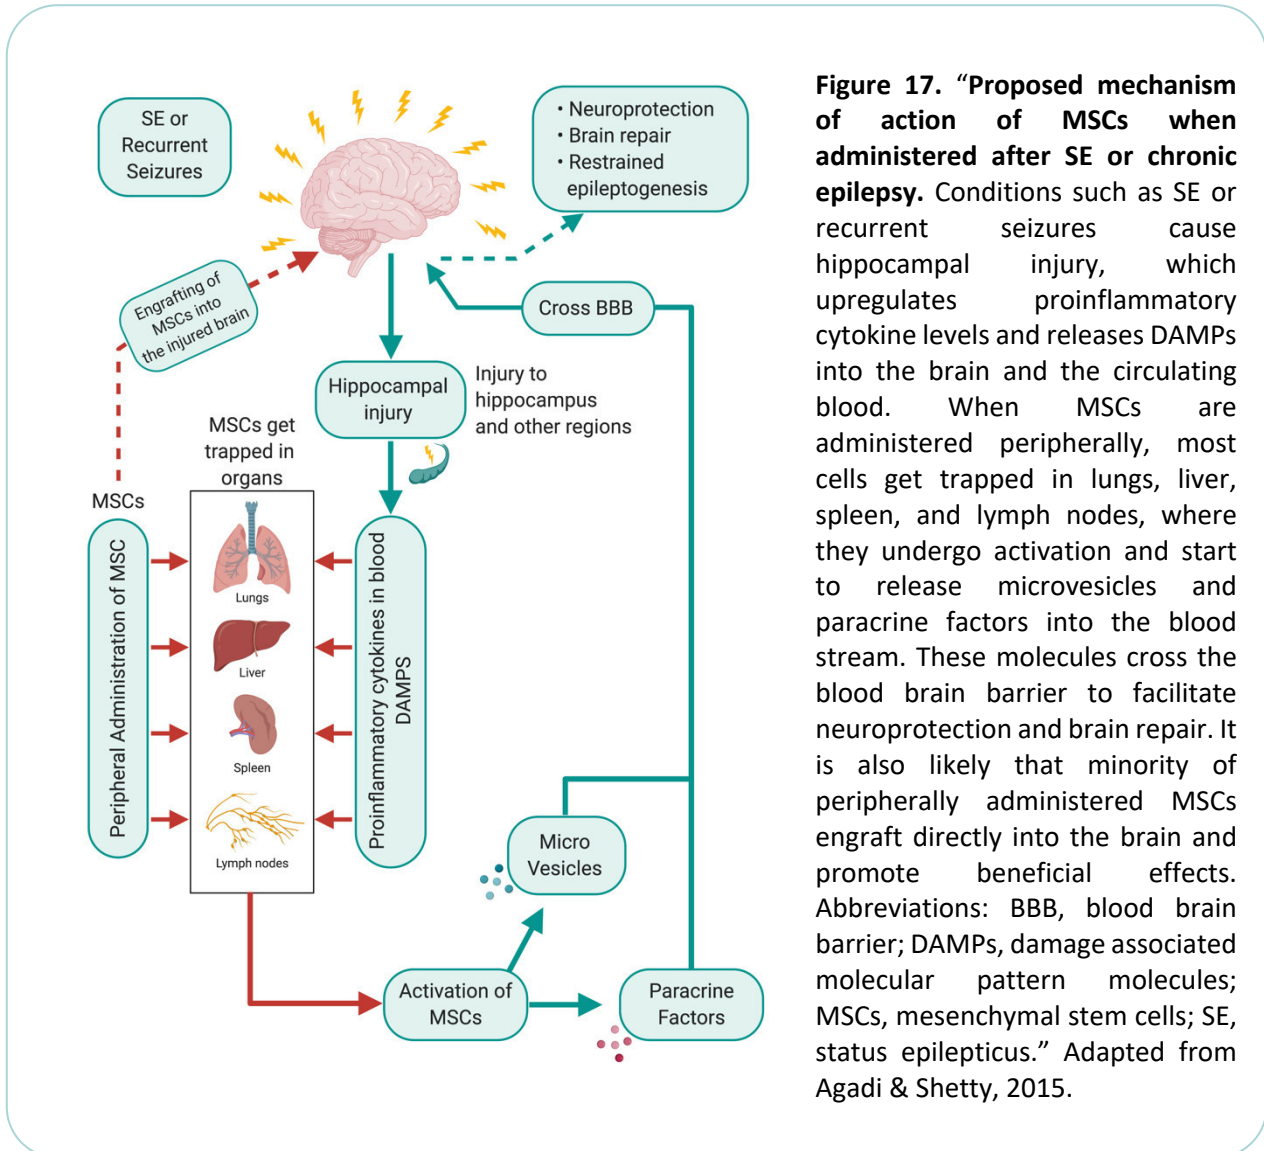 SE or
Recurrent
Seizures
• Neuroprotection
• Brain repair
• Restrained
epileptogenesis
Engrafting of
MSCs into
the injured brain
Cross BBB
Hippocampal
injury
Injury to
hippocampus
and other regions
MSCs get
trapped in
organs
MSCs
Peripheral Administration of MSC
Lungs
Liver
Spleen
Lymph nodes
Proinflammatory cytokines in blood
DAMPS
Micro
Vesicles
Activation of
MSCs
Paracrine
Factors
Figure 17. “Proposed mechanism
of action of MSCs when
administered after SE or chronic
epilepsy. Conditions such as SE or
recurrent seizures cause
hippocampal injury, which
upregulates proinflammatory
cytokine levels and releases DAMPs
into the brain and the circulating
blood. When MSCs are
administered peripherally, most
cells get trapped in lungs, liver,
spleen, and lymph nodes, where
they undergo activation and start
to release microvesicles and
paracrine factors into the blood
stream. These molecules cross the
blood brain barrier to facilitate
neuroprotection and brain repair. It
is also likely that minority of
peripherally administered MSCs
engraft directly into the brain and
promote beneficial effects.
Abbreviations: BBB, blood brain
barrier; DAMPs, damage associated
molecular pattern molecules;
MSCs, mesenchymal stem cells; SE,
status epilepticus.” Adapted from
Agadi & Shetty, 2015.